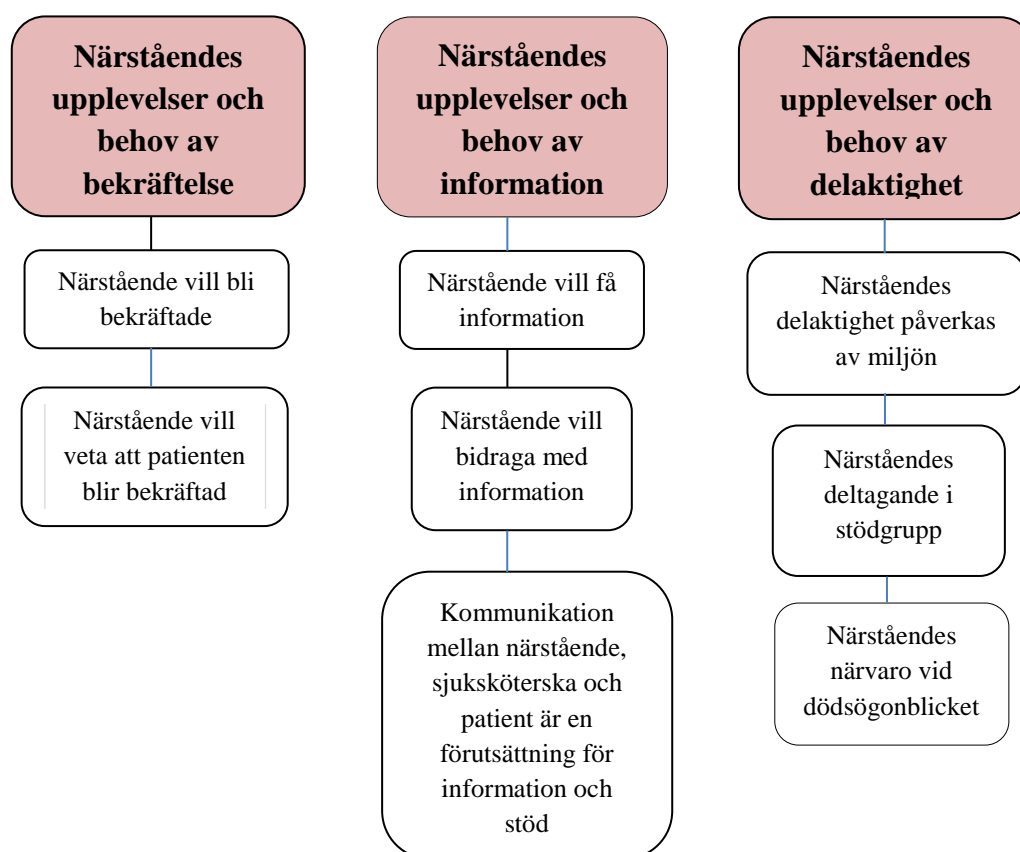 Närståendes
upplevelser och
behov av
bekräftelse
Närstående vill bli
bekräftade
Närstående vill
veta att patienten
blir bekräftad
Närståendes
upplevelser och
behov av
information
Närstående vill få
information
Närstående vill
bidraga med
information
Kommunikation
mellan närstående,
sjuksköterska och
patient är en
förutsättning för
information och
stöd
Närståendes
upplevelser och
behov av
delaktighet
Närståendes
delaktighet påverkas
av miljön
Närståendes
deltagande i
stödgrupp
Närståendes
närvaro vid
dödsögonblicket